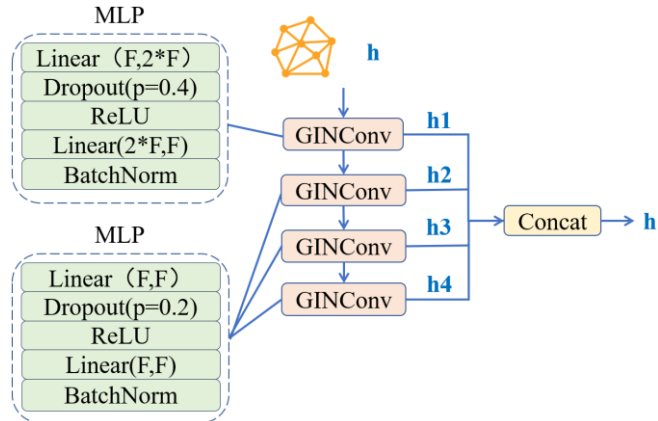 MLP
Linear（F,2*F）
Dropout(p=0.4)
ReLU
Linear(2*F,F)
BatchNorm
MLP
Linear（F,F）
Dropout(p=0.2)
ReLU
Linear(F,F)
BatchNorm
h
GINConv
h1
GINConv
h2
GINConv
h3
GINConv
h4
Concat
h